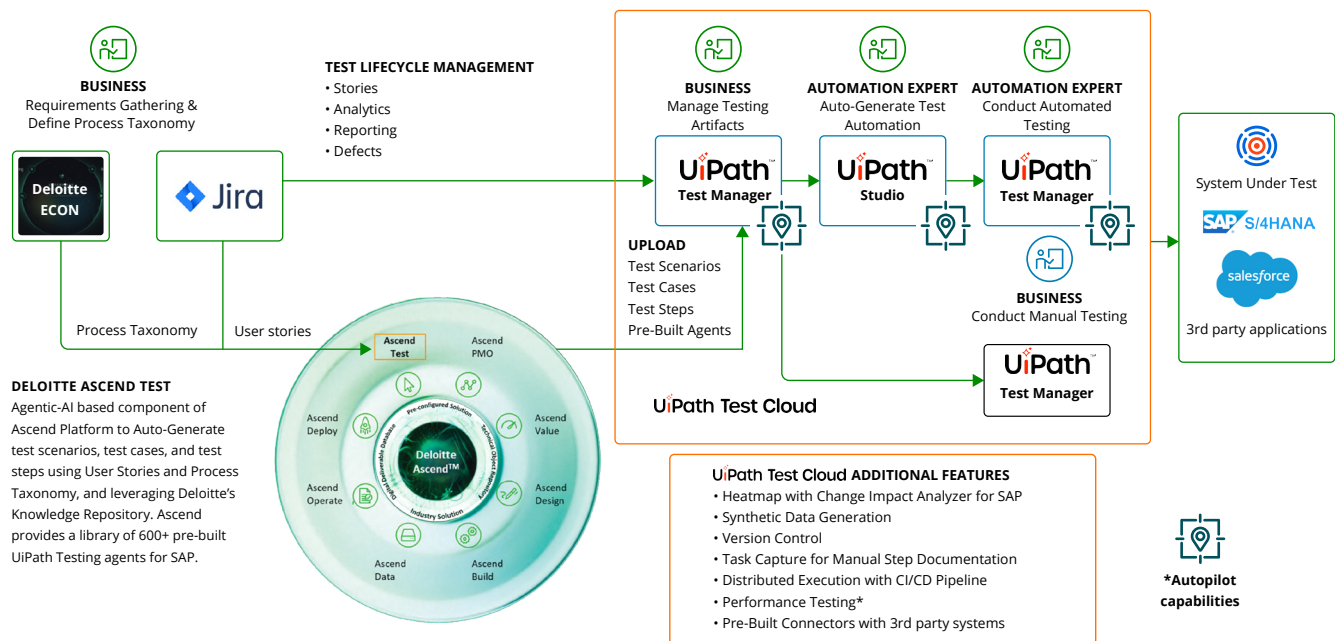 BUSINESS
Requirements Gathering &
Define Process Taxonomy
Deloitte
ECON
Jira
TEST LIFECYCLE MANAGEMENT
• Stories
• Analytics
• Reporting
• Defects
BUSINESS
Manage Testing
Artifacts
UiPath™
Test Manager
AUTOMATION EXPERT
Auto-Generate Test
Automation
UiPath™
Studio
AUTOMATION EXPERT
Conduct Automated
Testing
UiPath™
Test Manager
System Under Test
SAP S/4HANA
salesforce
3rd party applications
UPLOAD
Test Scenarios
Test Cases
Test Steps
Pre-Built Agents
BUSINESS
Conduct Manual Testing
UiPath™
Test Manager
UiPath Test Cloud
Process Taxonomy
User stories
DELOITTE ASCEND TEST
Agentic-AI based component of
Ascend Platform to Auto-Generate
test scenarios, test cases, and test
steps using User Stories and Process
Taxonomy, and leveraging Deloitte’s
Knowledge Repository. Ascend
provides a library of 600+ pre-built
UiPath Testing agents for SAP.
Ascend
Test
Ascend
PMO
Ascend
Value
Ascend
Design
Ascend
Build
Ascend
Data
Ascend
Operate
Ascend
Deploy
Pre-configured Solution
Technical Object Repository
Industry Solution
Digital Deliverable Database
Deloitte
Ascend™
UiPath Test Cloud ADDITIONAL FEATURES
• Heatmap with Change Impact Analyzer for SAP
• Synthetic Data Generation
• Version Control
• Task Capture for Manual Step Documentation
• Distributed Execution with CI/CD Pipeline
• Performance Testing*
• Pre-Built Connectors with 3rd party systems
*Autopilot
capabilities